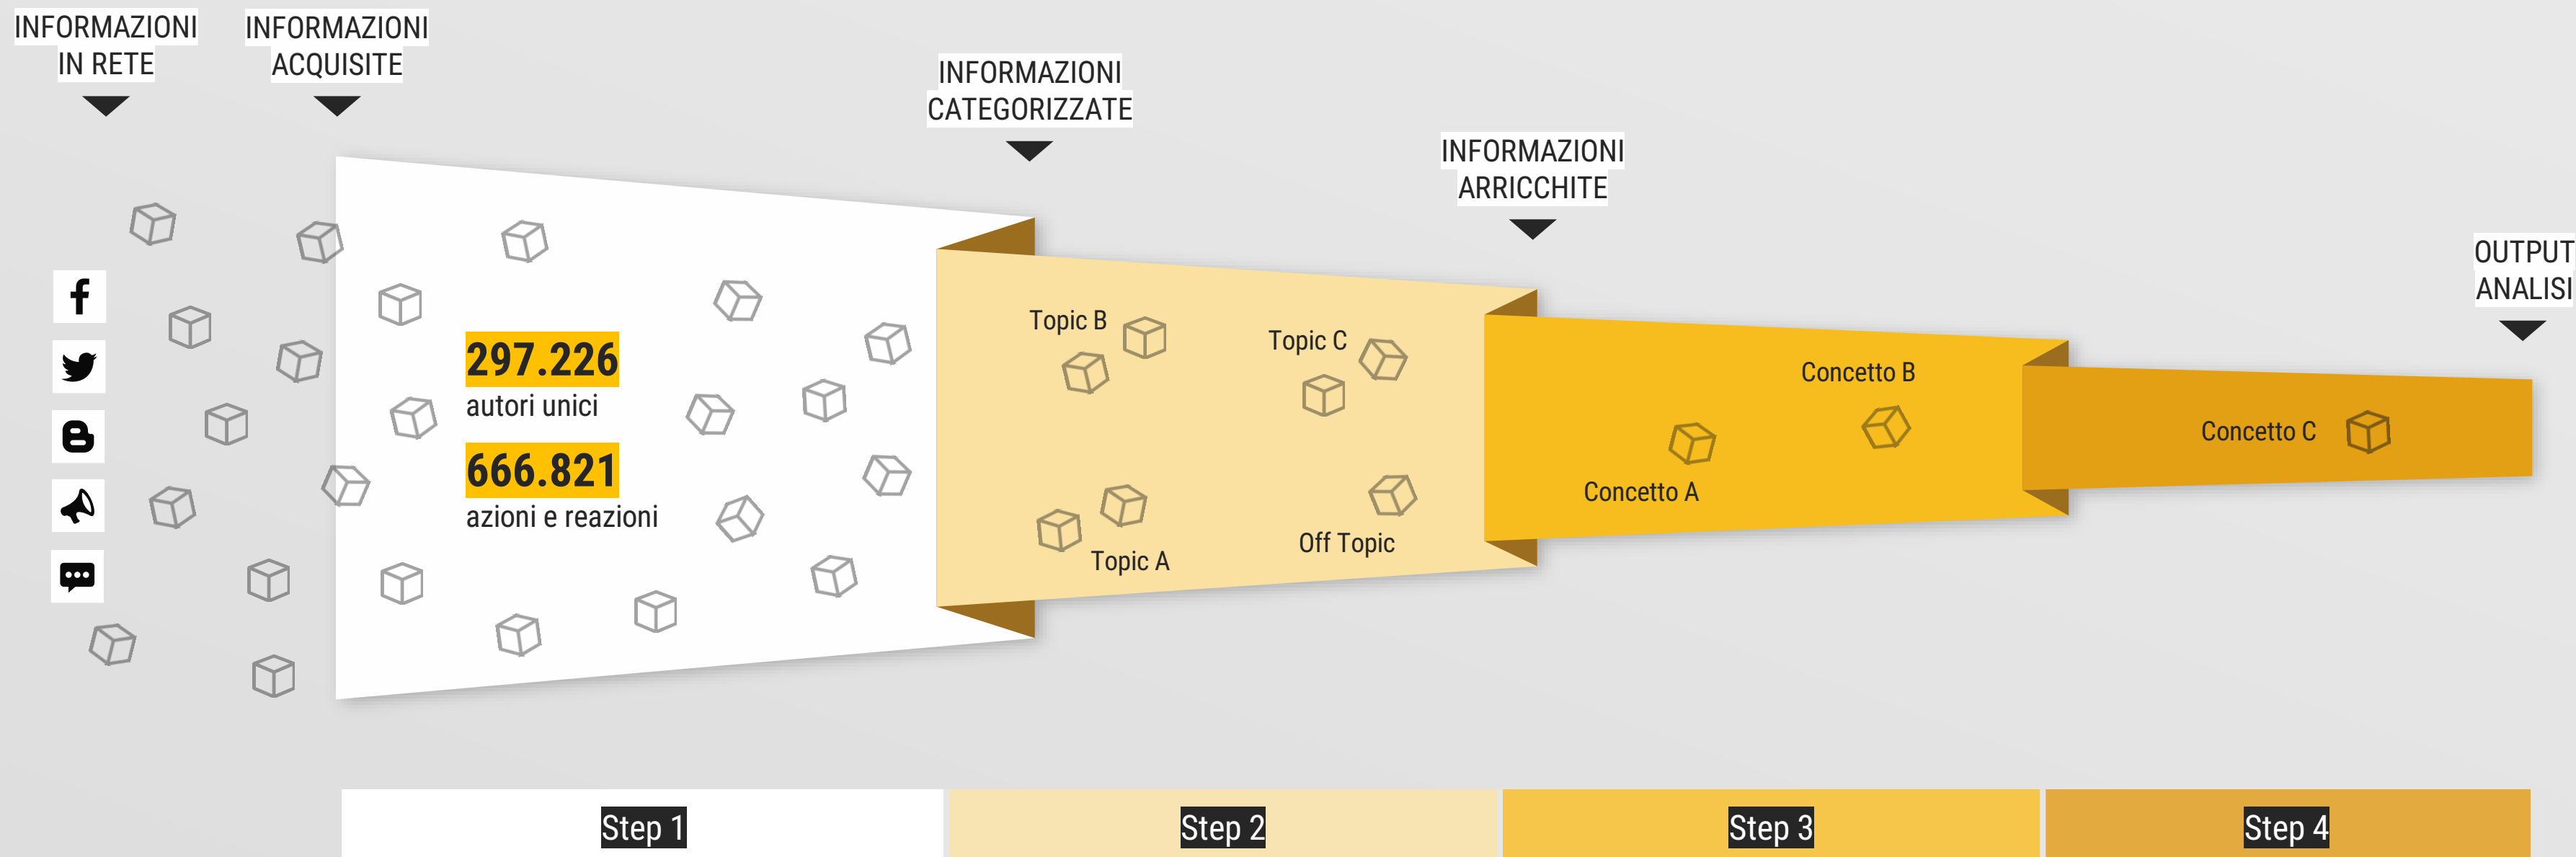 INFORMAZIONI
IN RETE
INFORMAZIONI
ACQUISITE
INFORMAZIONI
CATEGORIZZATE
INFORMAZIONI
ARRICCHITE
OUTPUT
ANALISI
297.226
autori unici
666.821
azioni e reazioni
Topic B
Topic C
Topic A
Off Topic
Concetto B
Concetto A
Concetto C
Step 1
Step 2
Step 3
Step 4